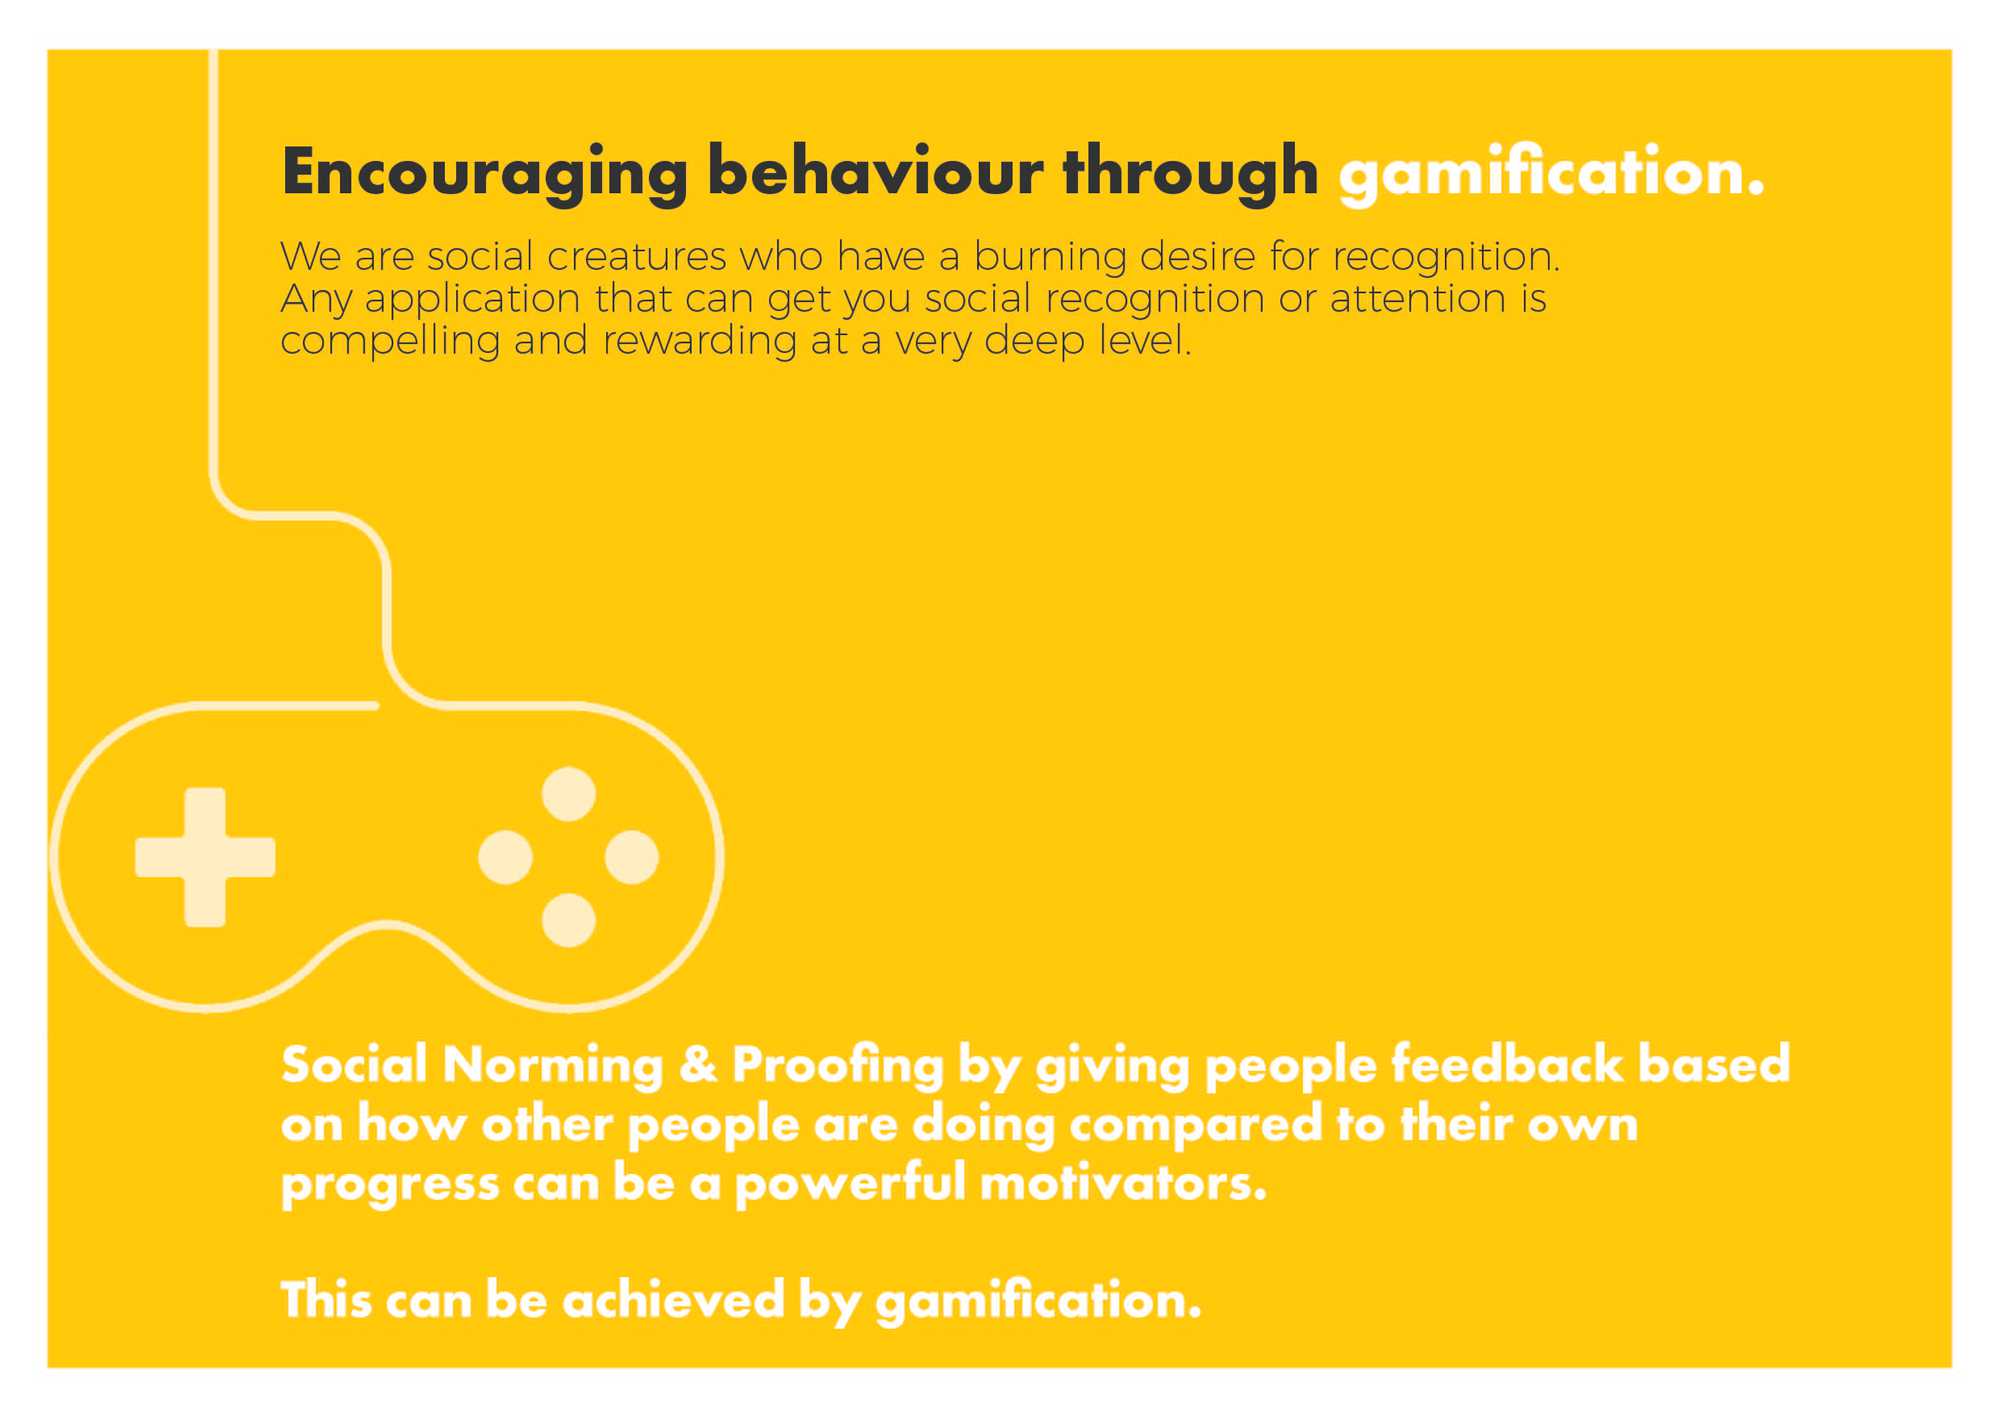 Encouraging behaviour through gamification.
We are social creatures who have a burning desire for recognition.
Any application that can get you social recognition or attention is
compelling and rewarding at a very deep level.
Social Norming & Proofing by giving people feedback based
on how other people are doing compared to their own
progress can be a powerful motivators.
This can be achieved by gamification.